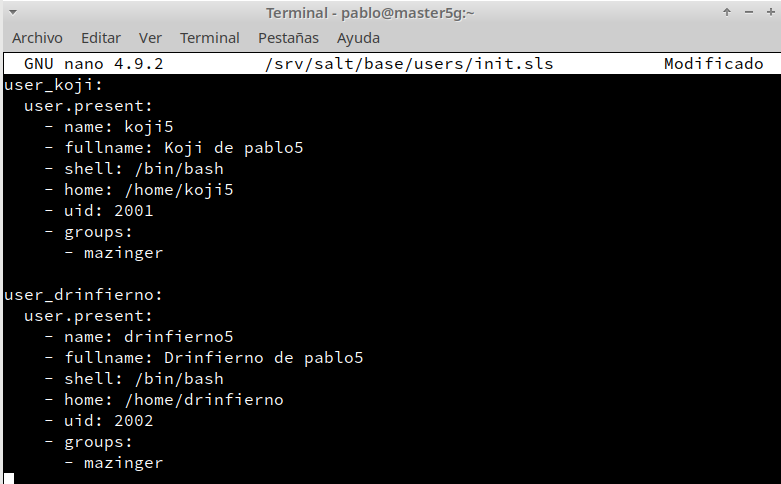 Terminal - pablo@master5g:~
Archivo Editar Ver Terminal Pestañas Ayuda
GNU nano 4.9.2 /srv/salt/base/users/init.sls Modificado
user_koji:
  user.present:
    - name: koji5
    - fullname: Koji de pablo5
    - shell: /bin/bash
    - home: /home/koji5
    - uid: 2001
    - groups:
      - mazinger

user_drinfierno:
  user.present:
    - name: drinfierno5
    - fullname: Drinfierno de pablo5
    - shell: /bin/bash
    - home: /home/drinfierno
    - uid: 2002
    - groups:
      - mazinger